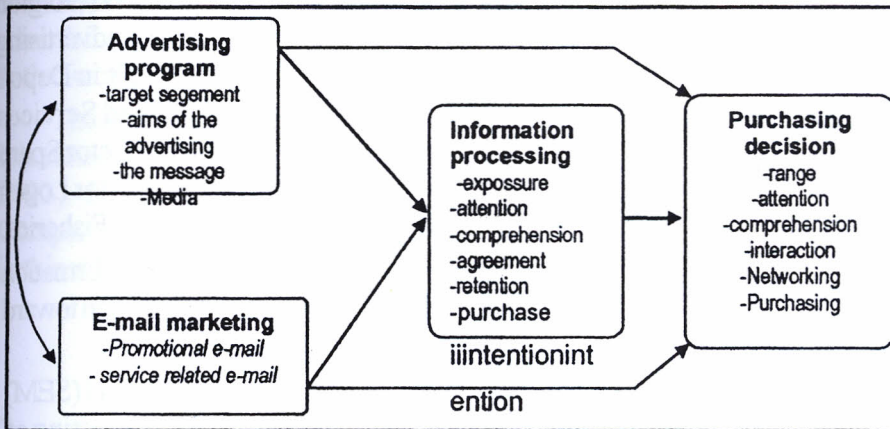 Advertising
program
-target segement
-aims of the
advertising
-the message
-Media
E-mail marketing
-Promotional e-mail
- service related e-mail
Information
processing
-expossure
-attention
-comprehension
-agreement
-retention
-purchase
iiintentionint
ention
Purchasing
decision
-range
-attention
-comprehension
-interaction
-Networking
-Purchasing